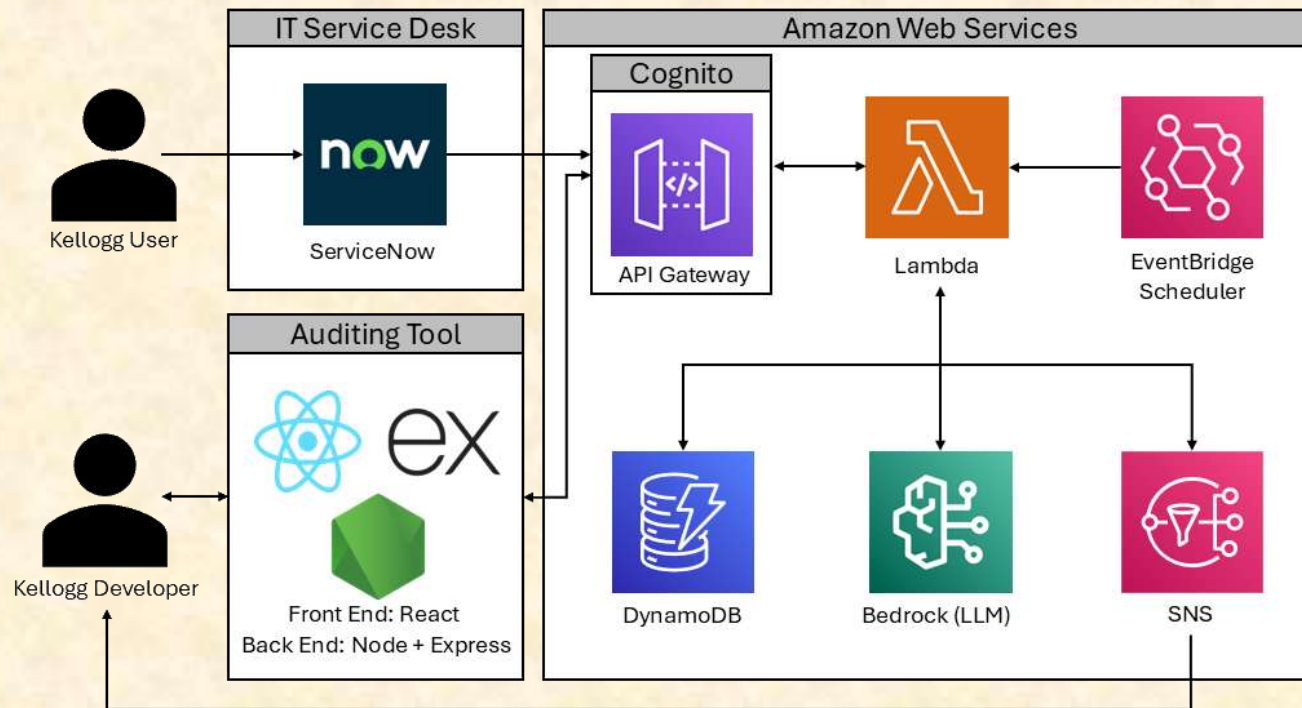 IT Service Desk
Amazon Web Services
Cognito
now
Kellogg User
ServiceNow
</>
API Gateway
Lambda
EventBridge
Scheduler
Auditing Tool
ex
Kellogg Developer
Front End: React
Back End: Node + Express
DynamoDB
Bedrock (LLM)
SNS